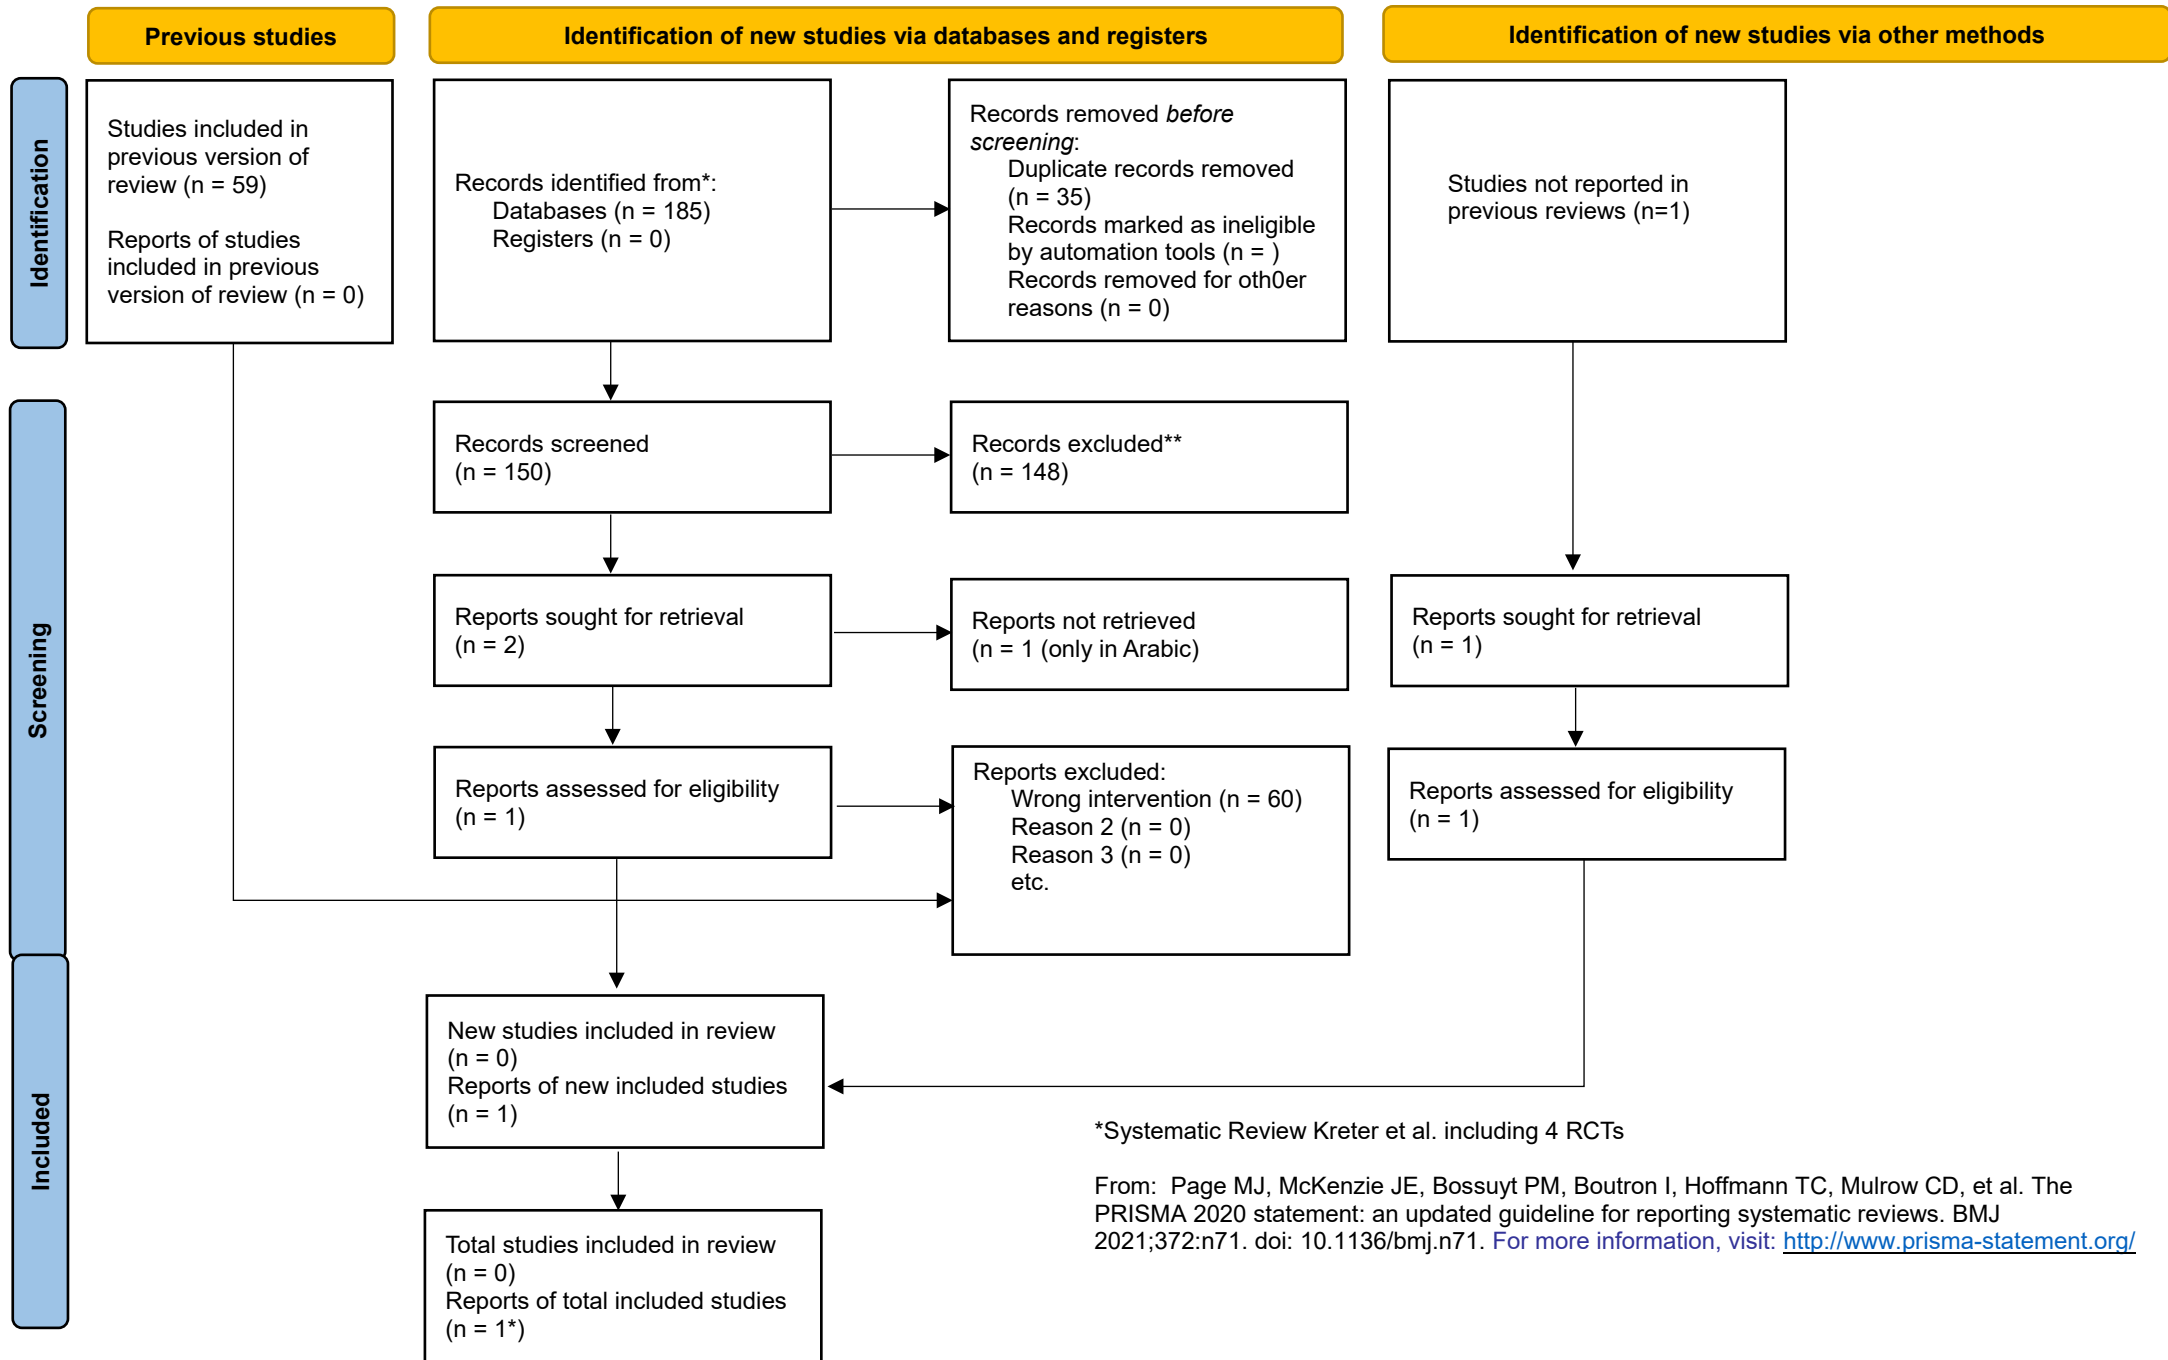 Previous studies
Identification of new studies via databases and registers
Identification of new studies via other methods
Identification
Studies included in
previous version of
review (n = 59)
Reports of studies
included in previous
version of review (n = 0)
Records identified from*:
Databases (n = 185)
Registers (n = 0)
Records removed before
screening:
Duplicate records removed
(n = 35)
Records marked as ineligible
by automation tools (n = )
Records removed for oth0er
reasons (n = 0)
Studies not reported in
previous reviews (n=1)
Screening
Records screened
(n = 150)
Records excluded**
(n = 148)
Reports sought for retrieval
(n = 2)
Reports not retrieved
(n = 1 (only in Arabic)
Reports sought for retrieval
(n = 1)
Reports assessed for eligibility
(n = 1)
Reports excluded:
Wrong intervention (n = 60)
Reason 2 (n = 0)
Reason 3 (n = 0)
etc.
Reports assessed for eligibility
(n = 1)
Included
New studies included in review
(n = 0)
Reports of new included studies
(n = 1)
Total studies included in review
(n = 0)
Reports of total included studies
(n = 1*)
*Systematic Review Kreter et al. including 4 RCTs
From: Page MJ, McKenzie JE, Bossuyt PM, Boutron I, Hoffmann TC, Mulrow CD, et al. The
PRISMA 2020 statement: an updated guideline for reporting systematic reviews. BMJ
2021;372:n71. doi: 10.1136/bmj.n71. For more information, visit: http://www.prisma-statement.org/